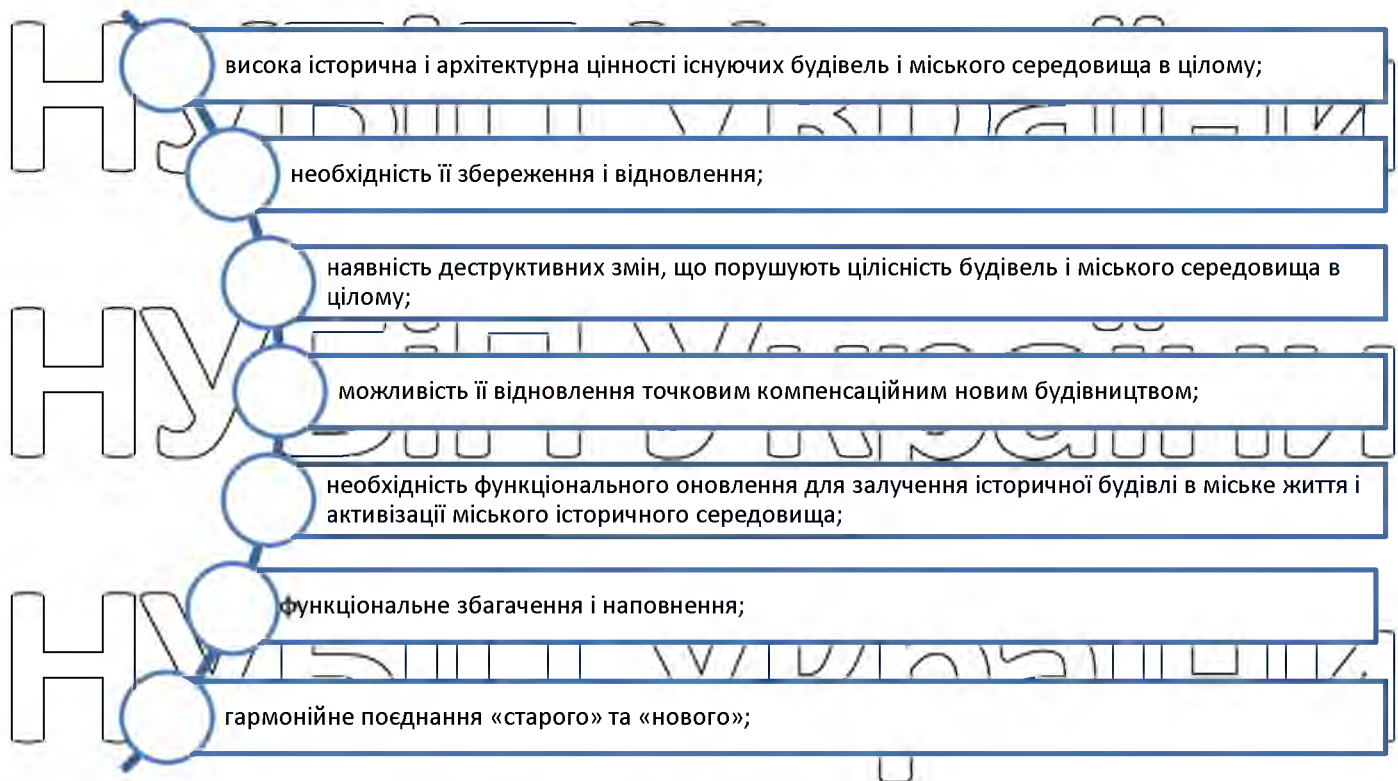 висока історична і архітектурна цінності існуючих будівель і міського середовища в цілому;
необхідність її збереження і відновлення;
наявність деструктивних змін, що порушують цілісність будівель і міського середовища в
цілому;
НУБіП України
можливість її відновлення точковим компенсаційним новим будівництвом;
необхідність функціонального оновлення для залучення історичної будівлі в міське життя і
активізації міського історичного середовища;
функціональне збагачення і наповнення;
гармонійне поєднання «старого» та «нового»;